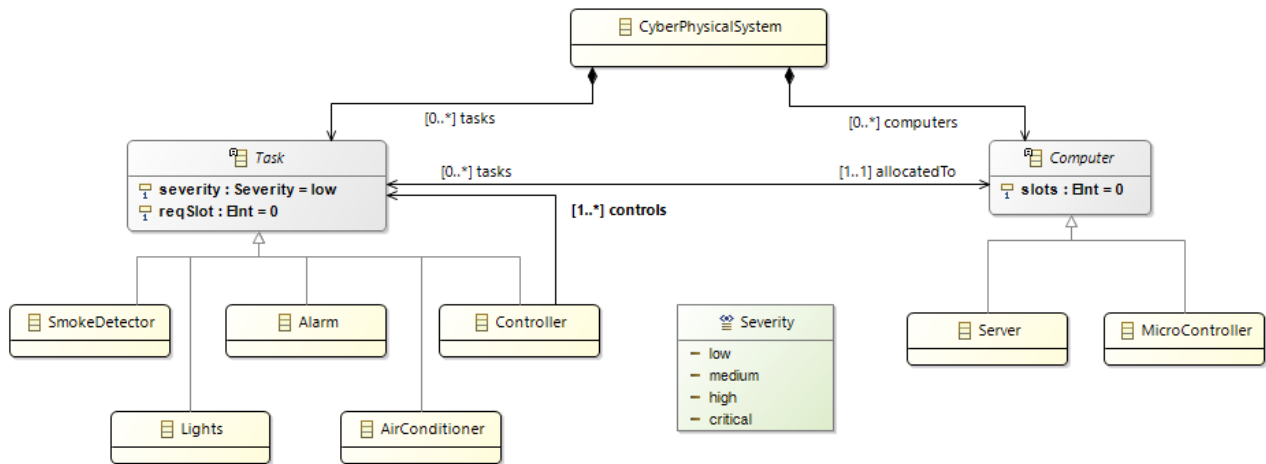 CyberPhysicalSystem
[0..*] tasks
[0..*] computers
Task
severity : Severity = low
reqSlot : EInt = 0
[0..*] tasks
[1..1] allocatedTo
[1..*] controls
Computer
slots : EInt = 0
SmokeDetector
Alarm
Controller
Severity
low
medium
high
critical
Server
MicroController
Lights
AirConditioner